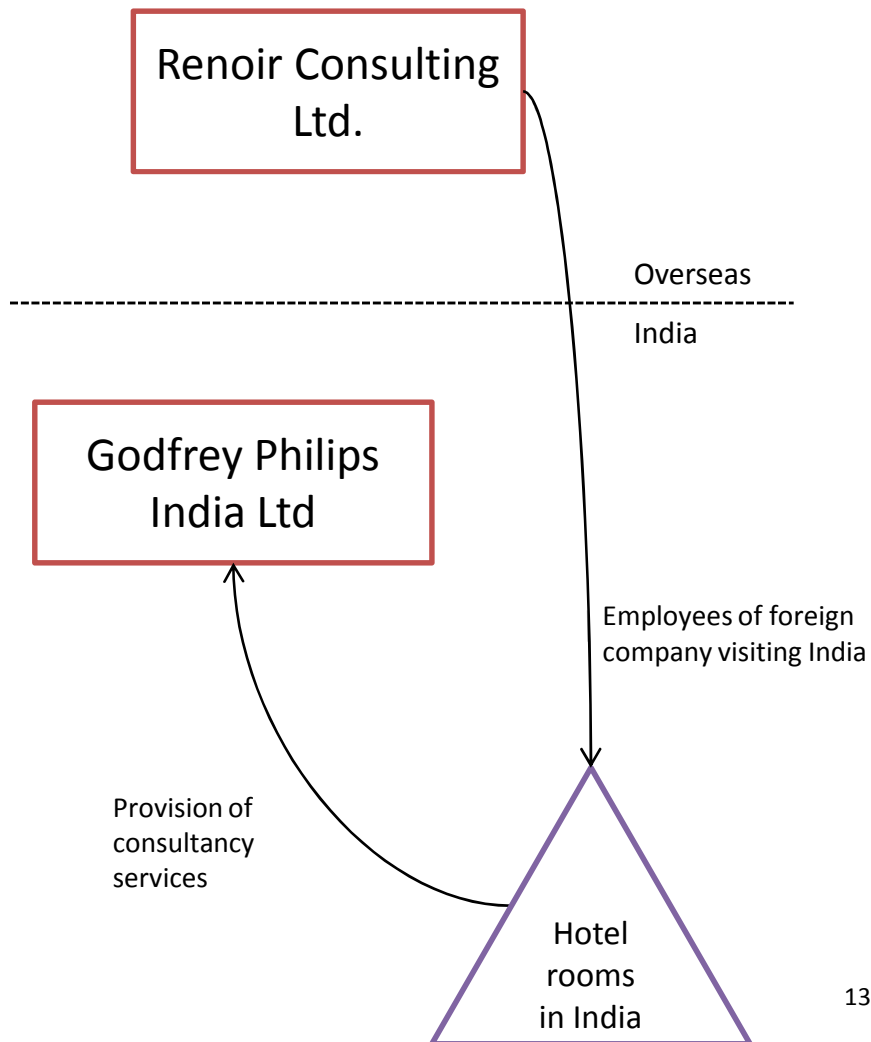 Renoir Consulting
Ltd.
Overseas
India
Godfrey Philips
India Ltd
Employees of foreign
company visiting India
Provision of
consultancy
services
Hotel
rooms
in India
13